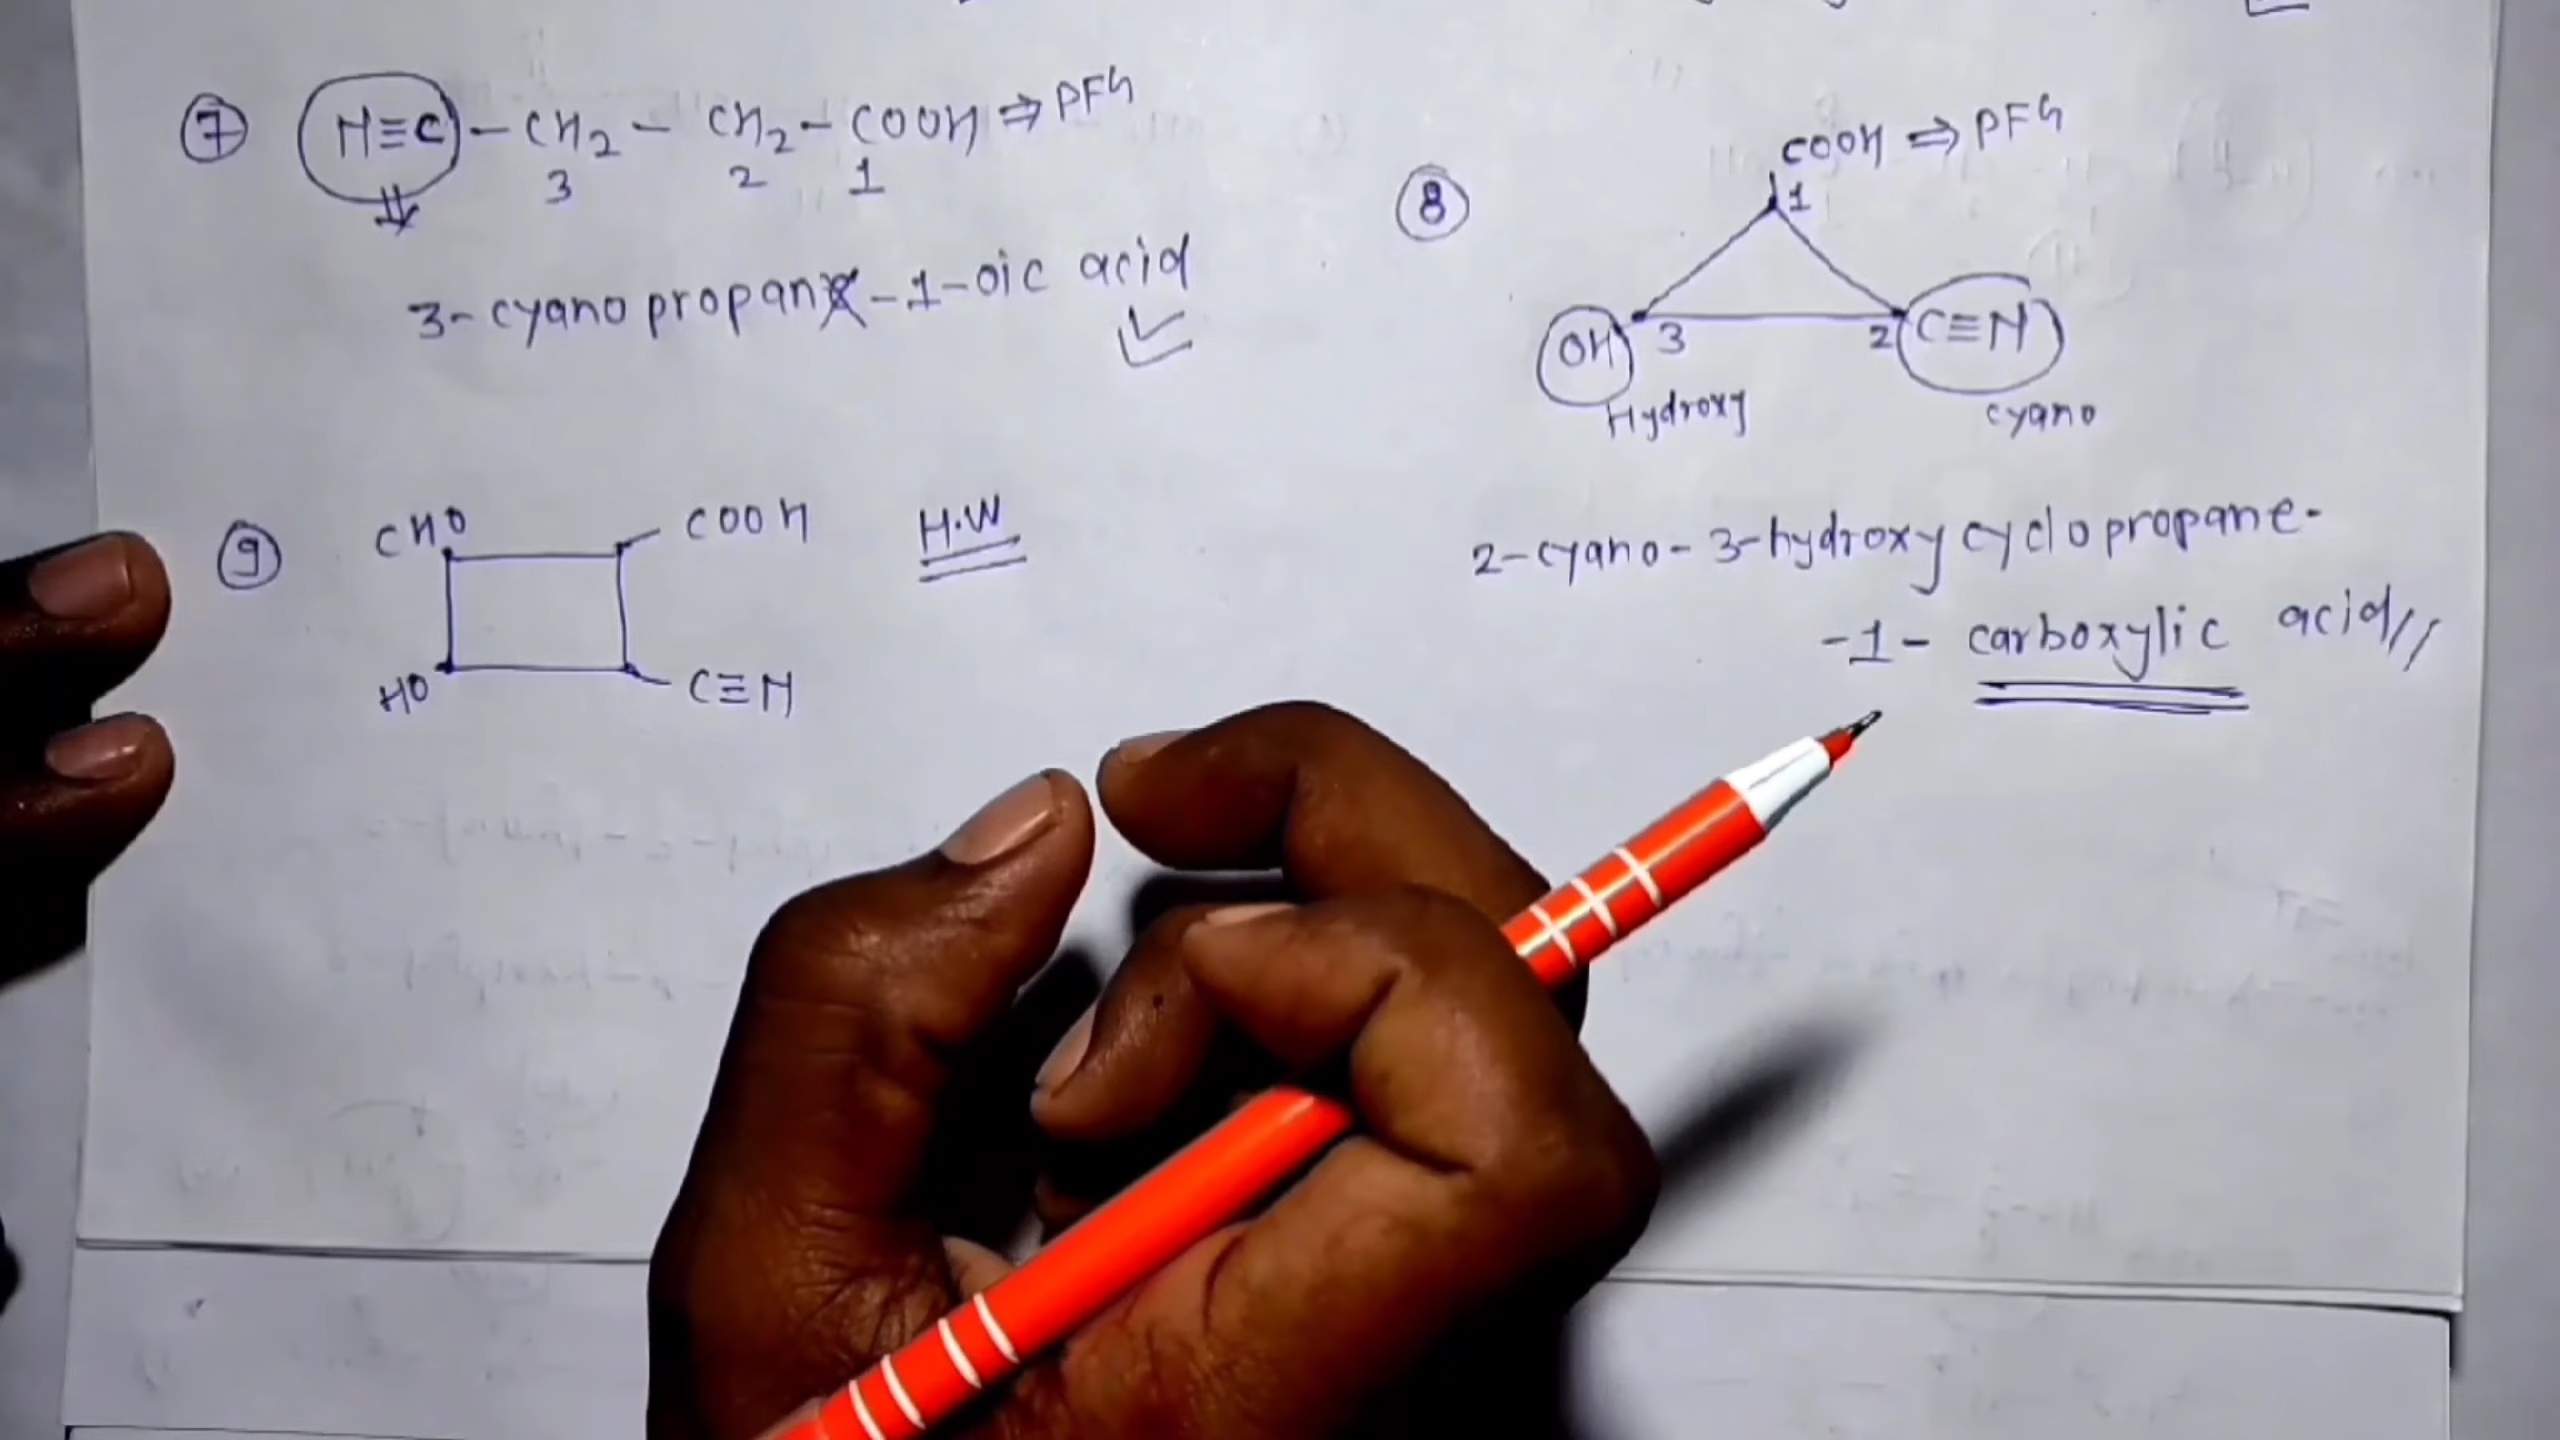 7 N≡C - CH2 - CH2 - COOH ⇒ PFG
3 2 1
3-cyano propan-1-oic acid
8 COOH ⇒ PFG
1
OH 3 2 C≡N
Hydroxy cyano
2-cyano-3-hydroxy cyclopropane-
-1- carboxylic acid//
9 CHO COOH H.W
HO C≡N